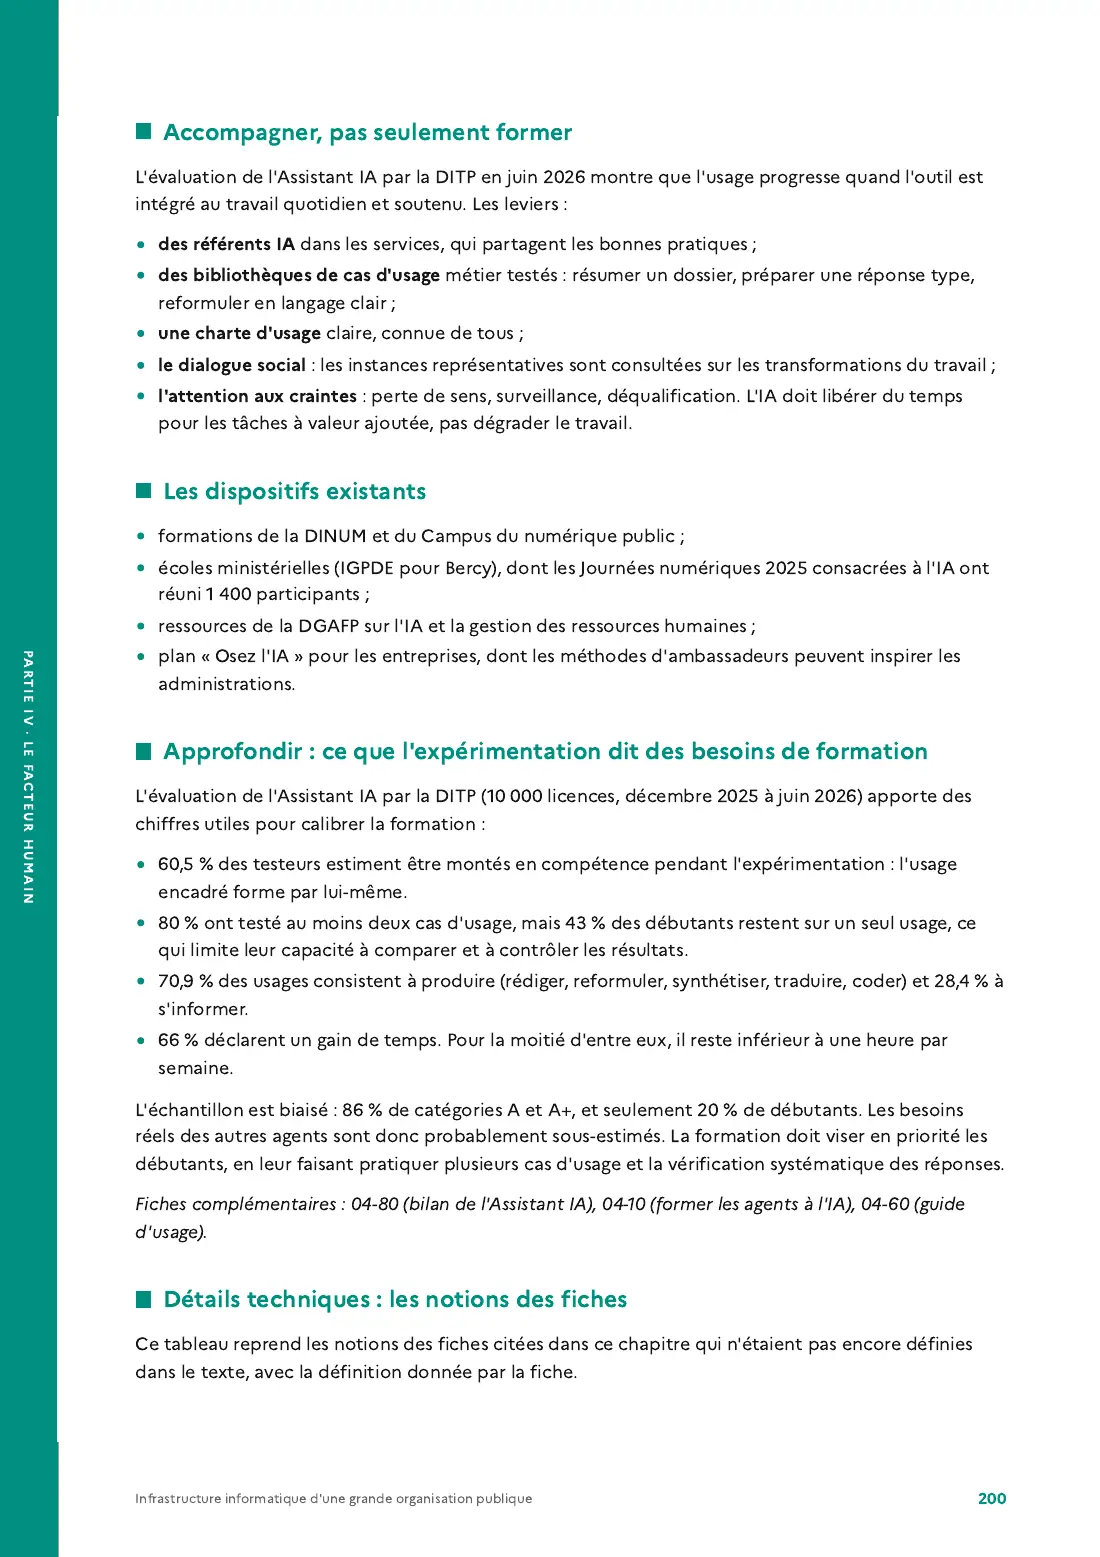 Accompagner, pas seulement former
L'évaluation de l'Assistant IA par la DITP en juin 2026 montre que l'usage progresse quand l'outil est
intégré au travail quotidien et soutenu. Les leviers :
• des référents IA dans les services, qui partagent les bonnes pratiques ;
• des bibliothèques de cas d'usage métier testés : résumer un dossier, préparer une réponse type,
reformuler en langage clair ;
• une charte d'usage claire, connue de tous ;
• le dialogue social : les instances représentatives sont consultées sur les transformations du travail ;
• l'attention aux craintes : perte de sens, surveillance, déqualification. L'IA doit libérer du temps
pour les tâches à valeur ajoutée, pas dégrader le travail.
Les dispositifs existants
• formations de la DINUM et du Campus du numérique public ;
• écoles ministérielles (IGPDE pour Bercy), dont les Journées numériques 2025 consacrées à l'IA ont
réuni 1 400 participants ;
• ressources de la DGAFP sur l'IA et la gestion des ressources humaines ;
• plan « Osez l'IA » pour les entreprises, dont les méthodes d'ambassadeurs peuvent inspirer les
administrations.
Approfondir : ce que l'expérimentation dit des besoins de formation
L'évaluation de l'Assistant IA par la DITP (10 000 licences, décembre 2025 à juin 2026) apporte des
chiffres utiles pour calibrer la formation :
• 60,5 % des testeurs estiment être montés en compétence pendant l'expérimentation : l'usage
encadré forme par lui-même.
• 80 % ont testé au moins deux cas d'usage, mais 43 % des débutants restent sur un seul usage, ce
qui limite leur capacité à comparer et à contrôler les résultats.
• 70,9 % des usages consistent à produire (rédiger, reformuler, synthétiser, traduire, coder) et 28,4 % à
s'informer.
• 66 % déclarent un gain de temps. Pour la moitié d'entre eux, il reste inférieur à une heure par
semaine.
L'échantillon est biaisé : 86 % de catégories A et A+, et seulement 20 % de débutants. Les besoins
réels des autres agents sont donc probablement sous-estimés. La formation doit viser en priorité les
débutants, en leur faisant pratiquer plusieurs cas d'usage et la vérification systématique des réponses.
Fiches complémentaires : 04-80 (bilan de l'Assistant IA), 04-10 (former les agents à l'IA), 04-60 (guide
d'usage).
Détails techniques : les notions des fiches
Ce tableau reprend les notions des fiches citées dans ce chapitre qui n'étaient pas encore définies
dans le texte, avec la définition donnée par la fiche.
PARTIE IV · LE FACTEUR HUMAIN
Infrastructure informatique d'une grande organisation publique
200